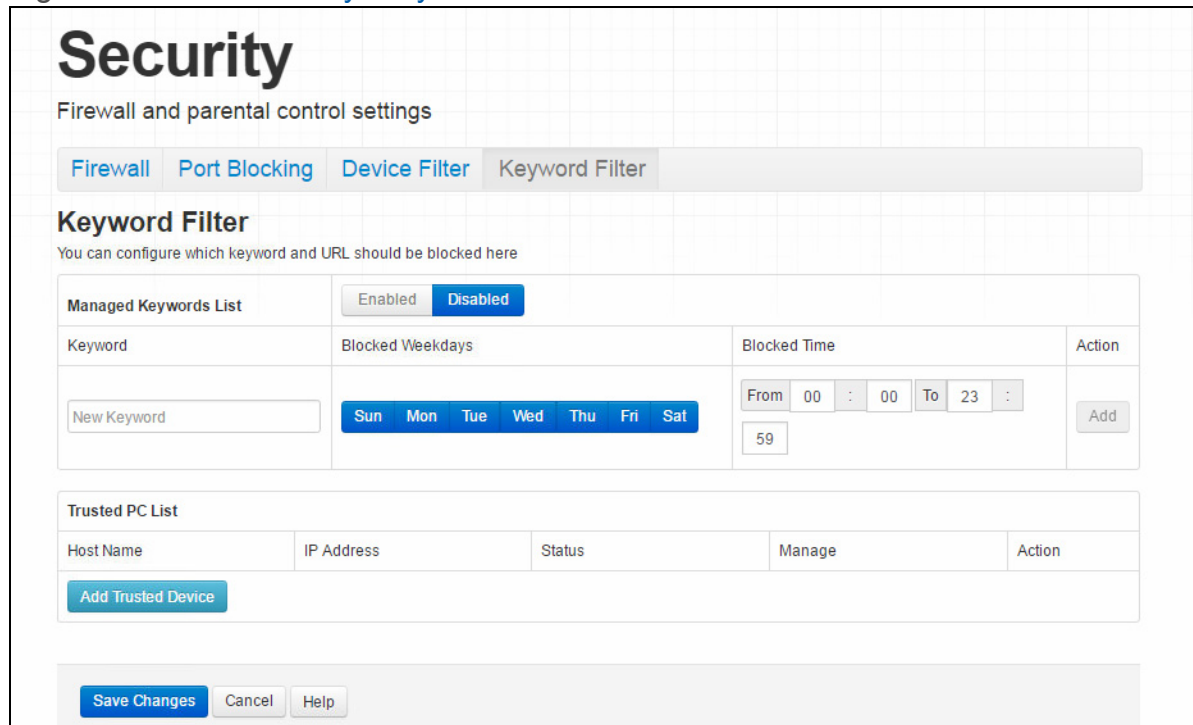 Security
Firewall and parental control settings
Firewall Port Blocking Device Filter Keyword Filter
Keyword Filter
You can configure which keyword and URL should be blocked here
Managed Keywords List Enabled Disabled
Keyword Blocked Weekdays Blocked Time Action
New Keyword Sun Mon Tue Wed Thu Fri Sat From 00 : 00 To 23 : Add
59
Trusted PC List
Host Name IP Address Status Manage Action
Add Trusted Device
Save Changes Cancel Help